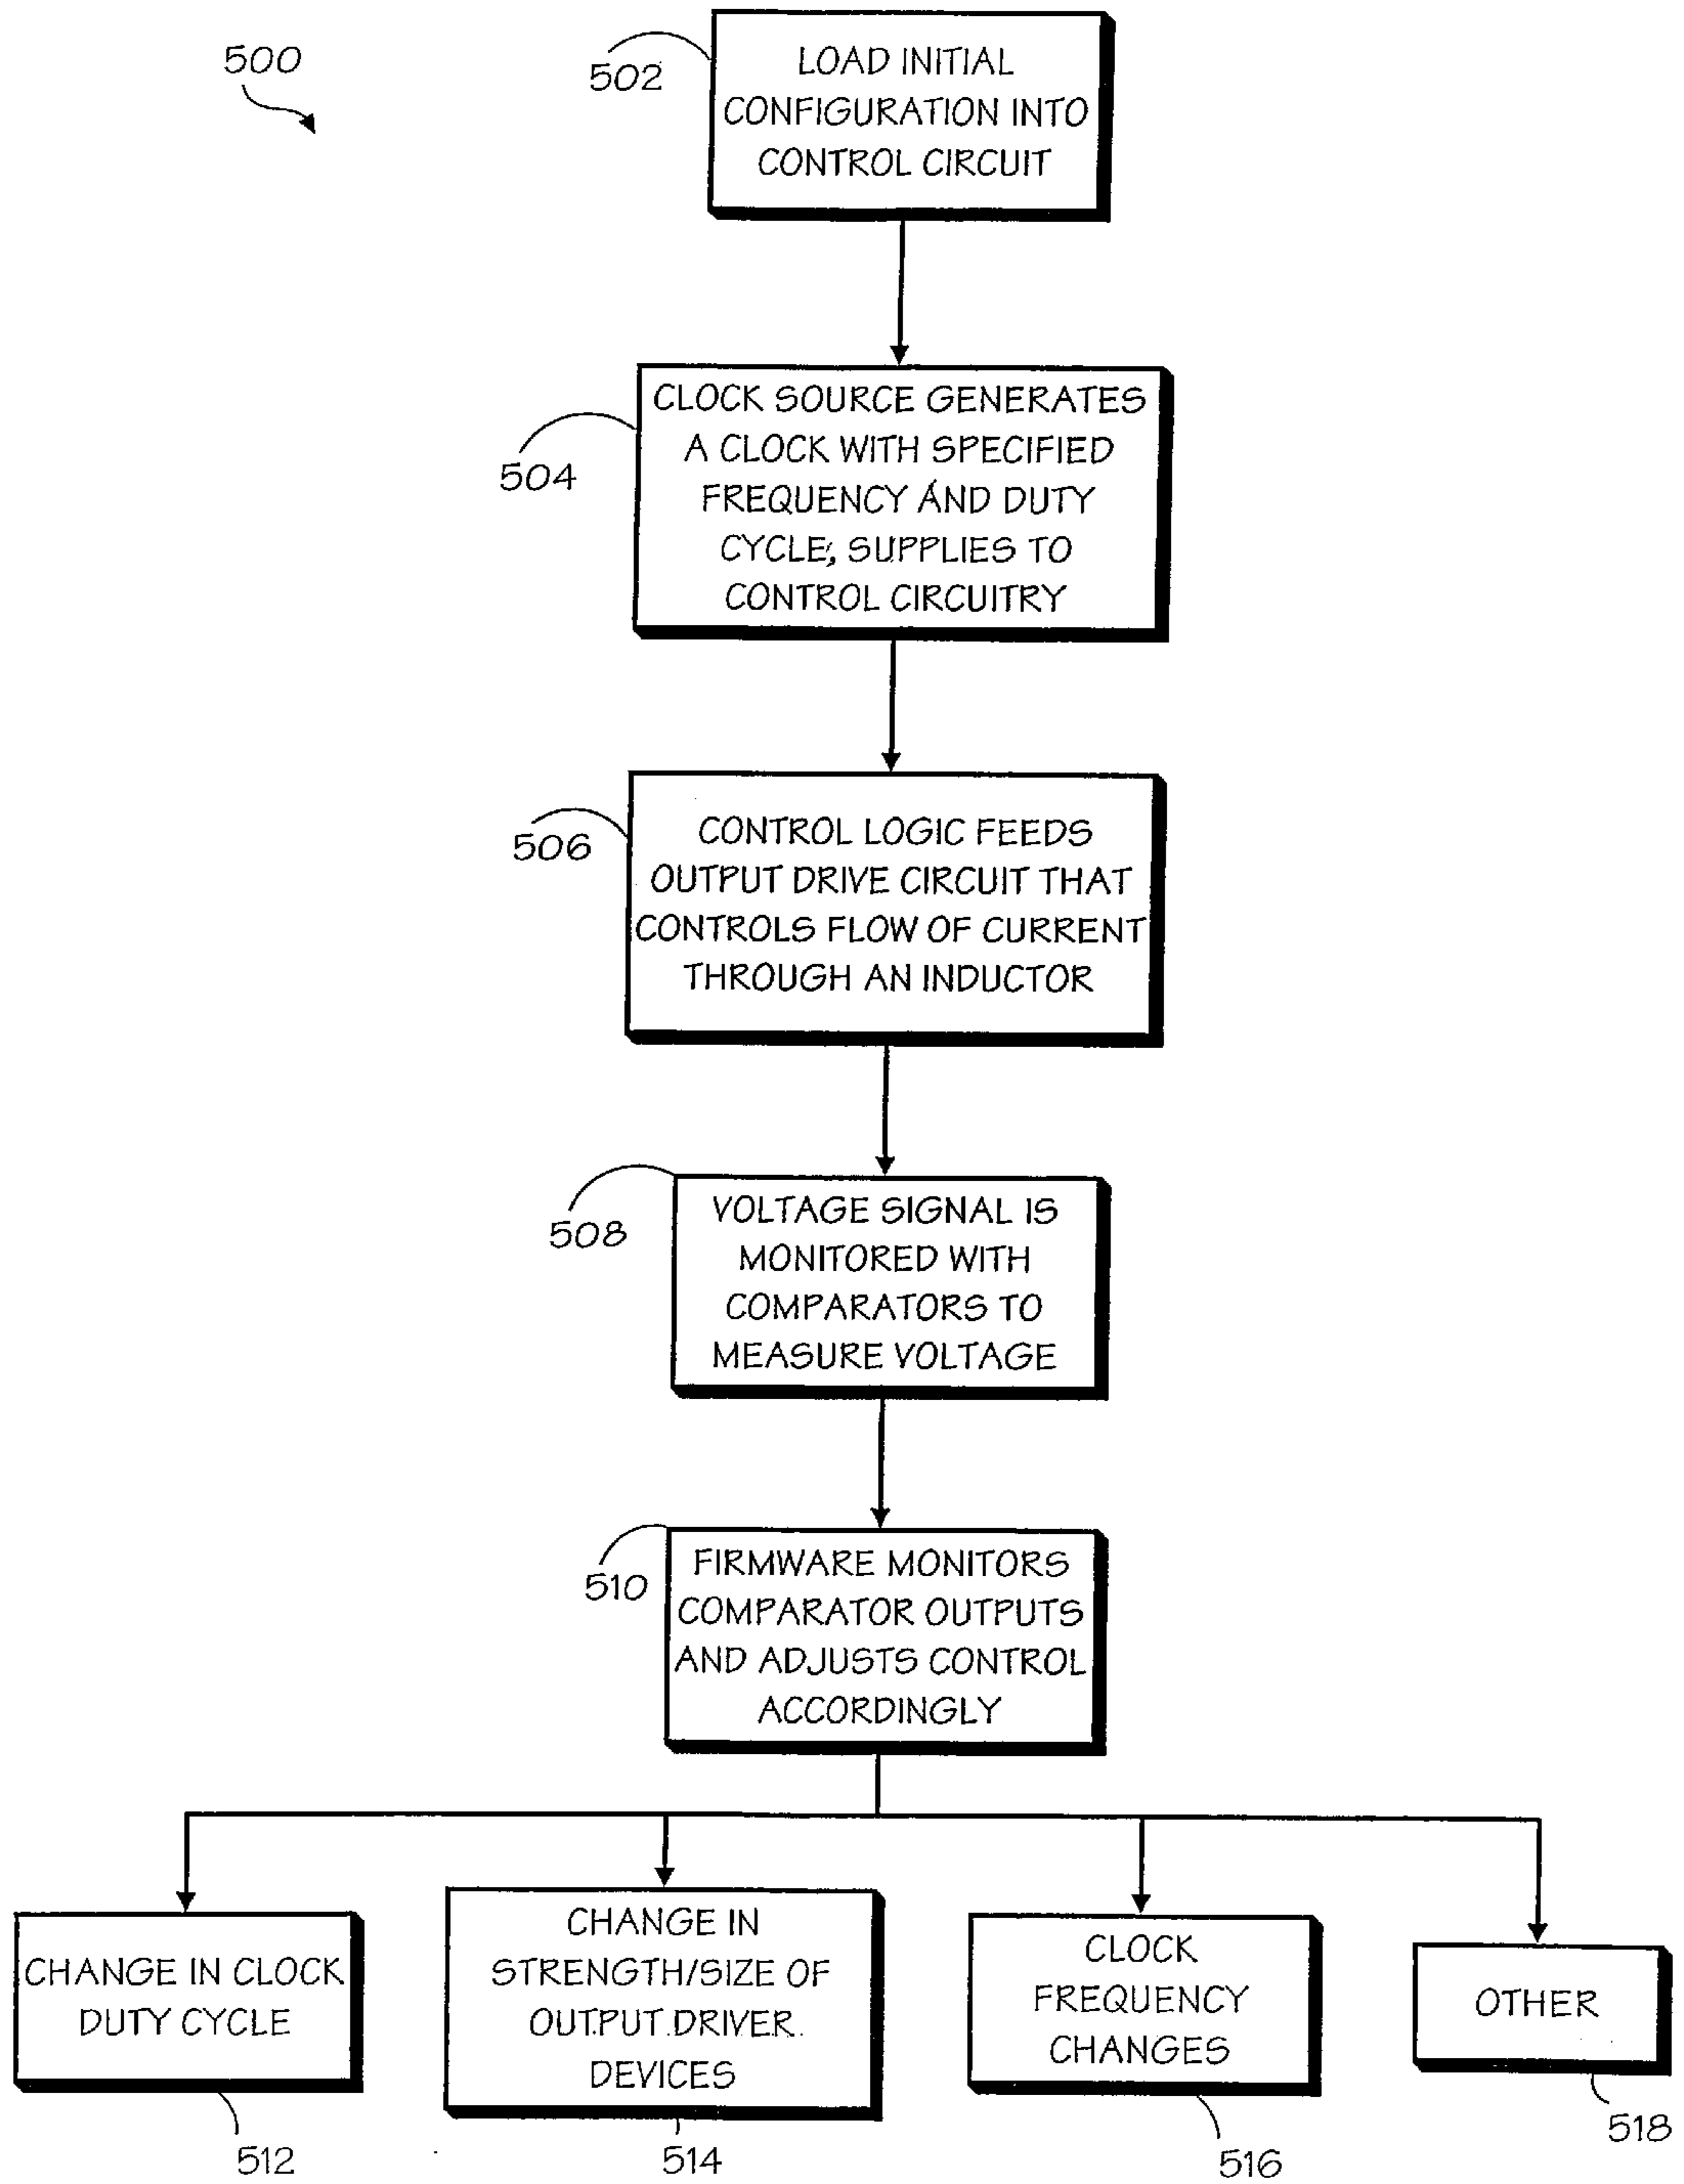 500
502
LOAD INITIAL
CONFIGURATION INTO
CONTROL CIRCUIT
504
CLOCK SOURCE GENERATES
A CLOCK WITH SPECIFIED
FREQUENCY AND DUTY
CYCLE, SUPPLIES TO
CONTROL CIRCUITRY
506
CONTROL LOGIC FEEDS
OUTPUT DRIVE CIRCUIT THAT
CONTROLS FLOW OF CURRENT
THROUGH AN INDUCTOR
508
VOLTAGE SIGNAL IS
MONITORED WITH
COMPARATORS TO
MEASURE VOLTAGE
510
FIRMWARE MONITORS
COMPARATOR OUTPUTS
AND ADJUSTS CONTROL
ACCORDINGLY
CHANGE IN CLOCK
DUTY CYCLE
512
CHANGE IN
STRENGTH/SIZE OF
OUTPUT DRIVER
DEVICES
514
CLOCK
FREQUENCY
CHANGES
516
OTHER
518